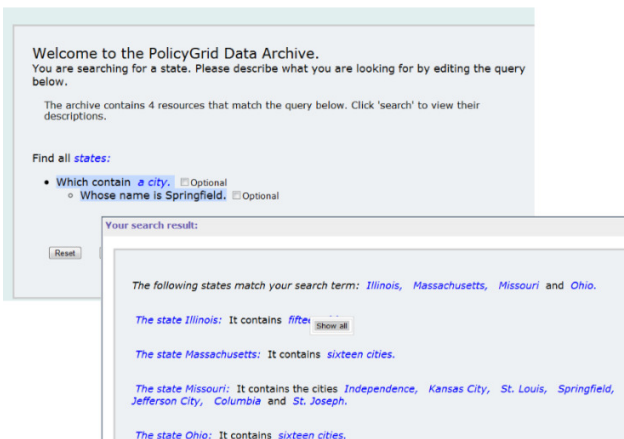 Welcome to the PolicyGrid Data Archive.
You are searching for a state. Please describe what you are looking for by editing the query
below.
The archive contains 4 resources that match the query below. Click 'search' to view their
descriptions.
Find all states:
Which contain a city. Optional
Whose name is Springfield. Optional
Reset
Your search result:
The following states match your search term: Illinois, Massachusetts, Missouri and Ohio.
The state Illinois: It contains
Show all
The state Massachusetts: It contains sixteen cities.
The state Missouri: It contains the cities Independence, Kansas City, St. Louis, Springfield,
Jefferson City, Columbia and St. Joseph.
The state Ohio: It contains sixteen cities.